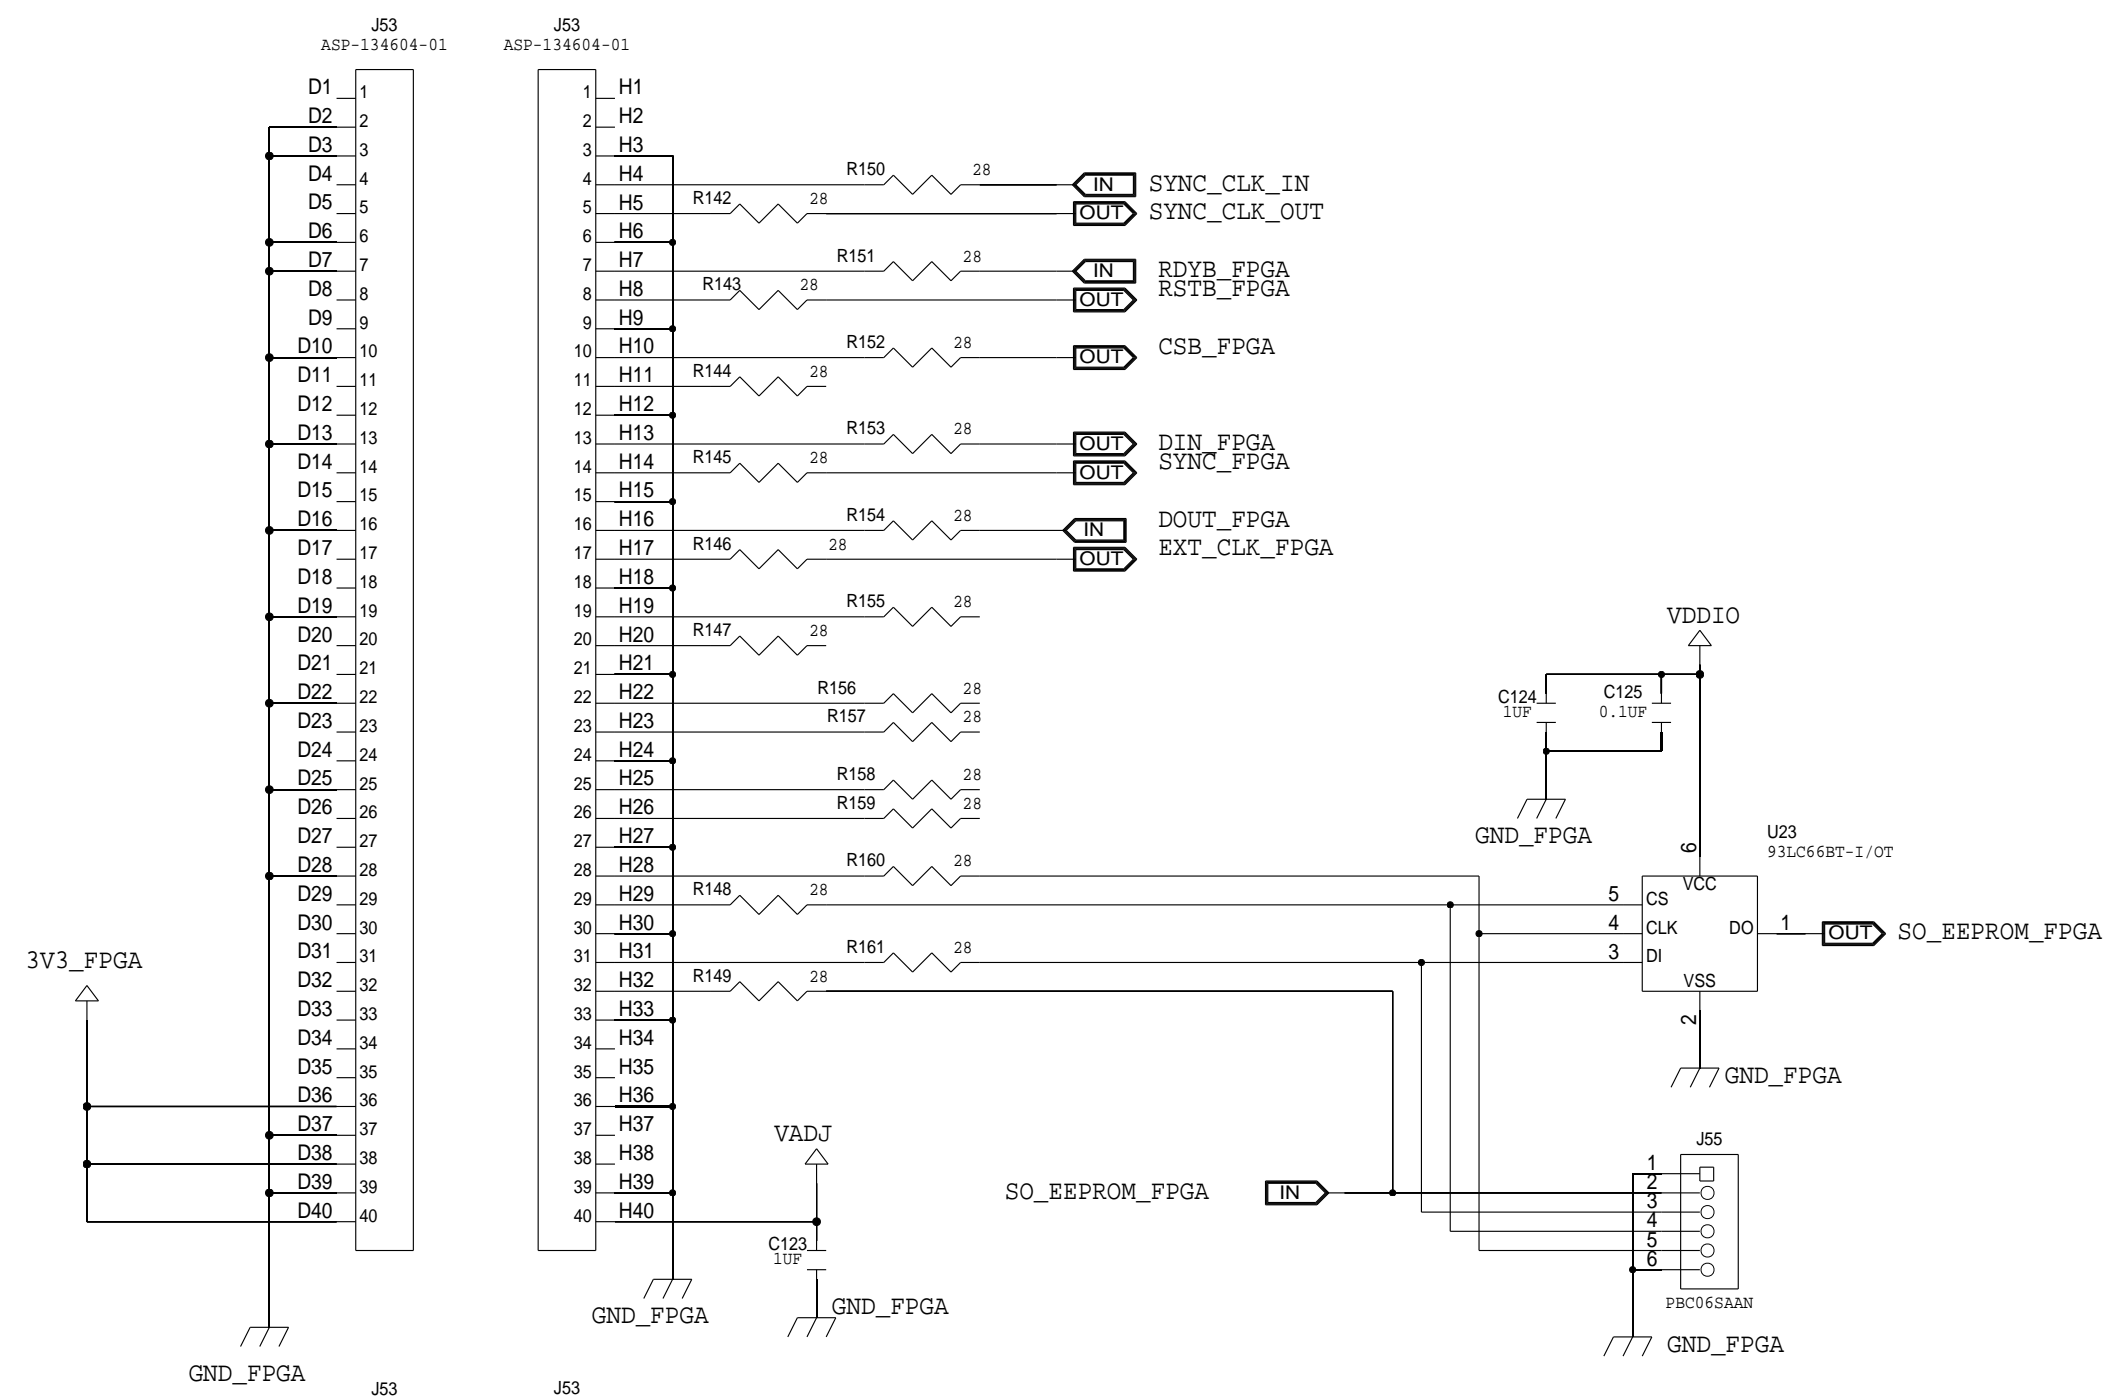 J53 J53
ASP-134604-01 ASP-134604-01
D1 1 1 H1
D2 2 2 H2
D3 3 3 H3
D4 4 4 H4 R150 28 IN SYNC_CLK_IN
D5 5 5 H5 R142 28 OUT SYNC_CLK_OUT
D6 6 6 H6
D7 7 7 H7 R151 28 IN RDYB_FPGA
D8 8 8 H8 R143 28 OUT RSTB_FPGA
D9 9 9 H9
D10 10 10 H10 R152 28 OUT CSB_FPGA
D11 11 11 H11 R144 28
D12 12 12 H12
D13 13 13 H13 R153 28 OUT DIN_FPGA
D14 14 14 H14 R145 28 OUT SYNC_FPGA
D15 15 15 H15
D16 16 16 H16 R154 28 IN DOUT_FPGA
D17 17 17 H17 R146 28 OUT EXT_CLK_FPGA
D18 18 18 H18
D19 19 19 H19 R155 28 VDDIO
D20 20 20 H20 R147 28
D21 21 21 H21
D22 22 22 H22 R156 28 C124 C125
1UF 0.1UF
D23 23 23 H23 R157 28
D24 24 24 H24
D25 25 25 H25 R158 28
D26 26 26 H26 R159 28
D27 27 27 H27 GND_FPGA 6 U23
93LC66BT-I/OT
D28 28 28 H28 R160 28 VCC
D29 29 29 H29 R148 28 5 CS
D30 30 30 H30 4 CLK DO 1 OUT SO_EEPROM_FPGA
3V3_FPGA D31 31 31 H31 R161 28 3 DI
D32 32 32 H32 R149 28 VSS
D33 33 33 H33 2
D34 34 34 H34
D35 35 35 H35 GND_FPGA
D36 36 36 H36
D37 37 37 H37 VADJ J55
D38 38 38 H38 1
D39 39 39 H39 SO_EEPROM_FPGA IN 2
3
D40 40 40 H40 4
C123 5
1UF 6
GND_FPGA GND_FPGA PBC06SAAN
GND_FPGA GND_FPGA
J53 J53